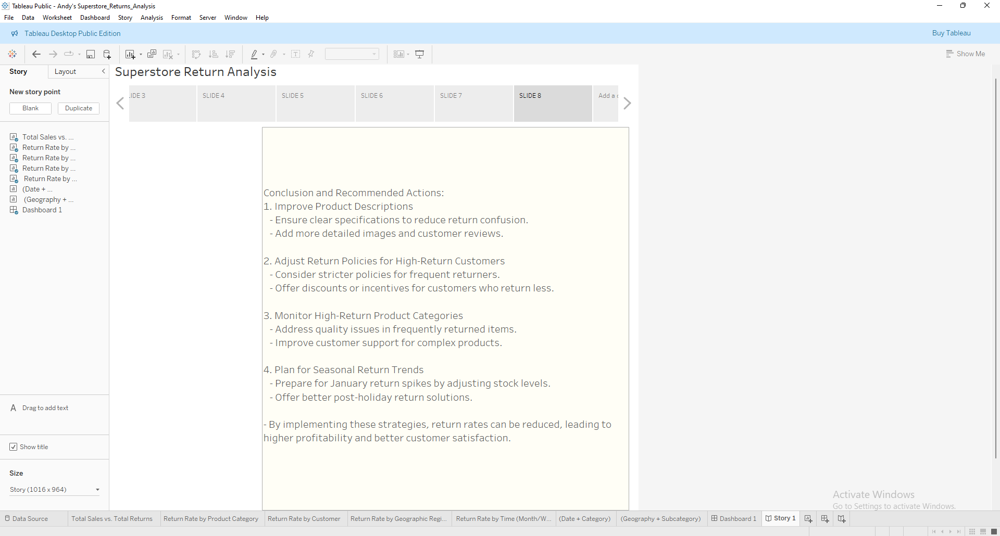 Tableau Public - Andy's Superstore_Returns_Analysis
File Data Worksheet Dashboard Story Analysis Format Server Window Help
Tableau Desktop Public Edition
Buy Tableau
Show Me
Story
Layout
New story point
Blank
Duplicate
Total Sales vs. ...
Return Rate by ...
Return Rate by ...
Return Rate by ...
Return Rate by ...
(Date + ...
(Geography + ...
Dashboard 1
A Drag to add text
Show title
Size
Story (1016 x 964)
Superstore Return Analysis
IDE 3
SLIDE 4
SLIDE 5
SLIDE 6
SLIDE 7
SLIDE 8
Add a
Conclusion and Recommended Actions:
1. Improve Product Descriptions
- Ensure clear specifications to reduce return confusion.
- Add more detailed images and customer reviews.
2. Adjust Return Policies for High-Return Customers
- Consider stricter policies for frequent returners.
- Offer discounts or incentives for customers who return less.
3. Monitor High-Return Product Categories
- Address quality issues in frequently returned items.
- Improve customer support for complex products.
4. Plan for Seasonal Return Trends
- Prepare for January return spikes by adjusting stock levels.
- Offer better post-holiday return solutions.
- By implementing these strategies, return rates can be reduced, leading to
higher profitability and better customer satisfaction.
Activate Windows
Go to Settings to activate Windows.
Data Source
Total Sales vs. Total Returns
Return Rate by Product Category
Return Rate by Customer
Return Rate by Geographic Regi...
Return Rate by Time (Month/W...
(Date + Category)
(Geography + Subcategory)
Dashboard 1
Story 1